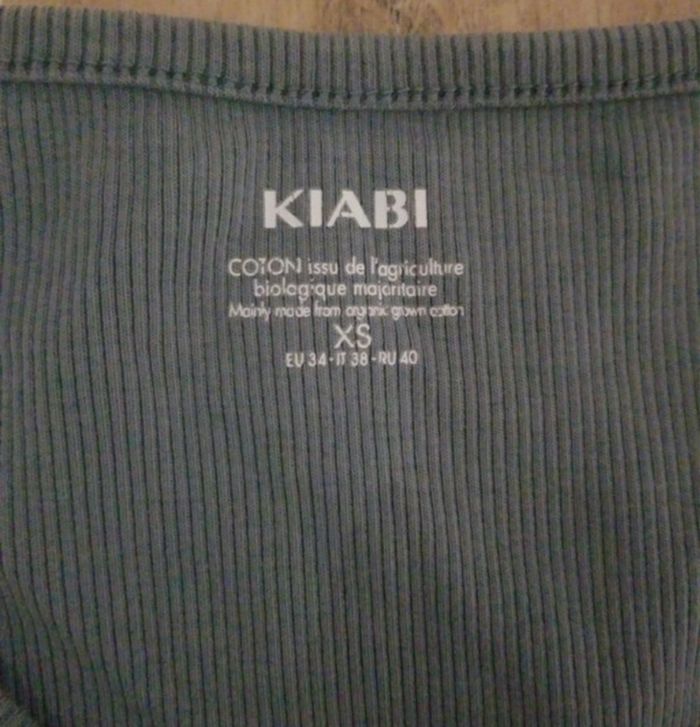 KIABI
COTON issu de l'agriculture
biologique majoritaire
Mainly made from organic grown cotton
XS
EU 34 - IT 38 - RU 40